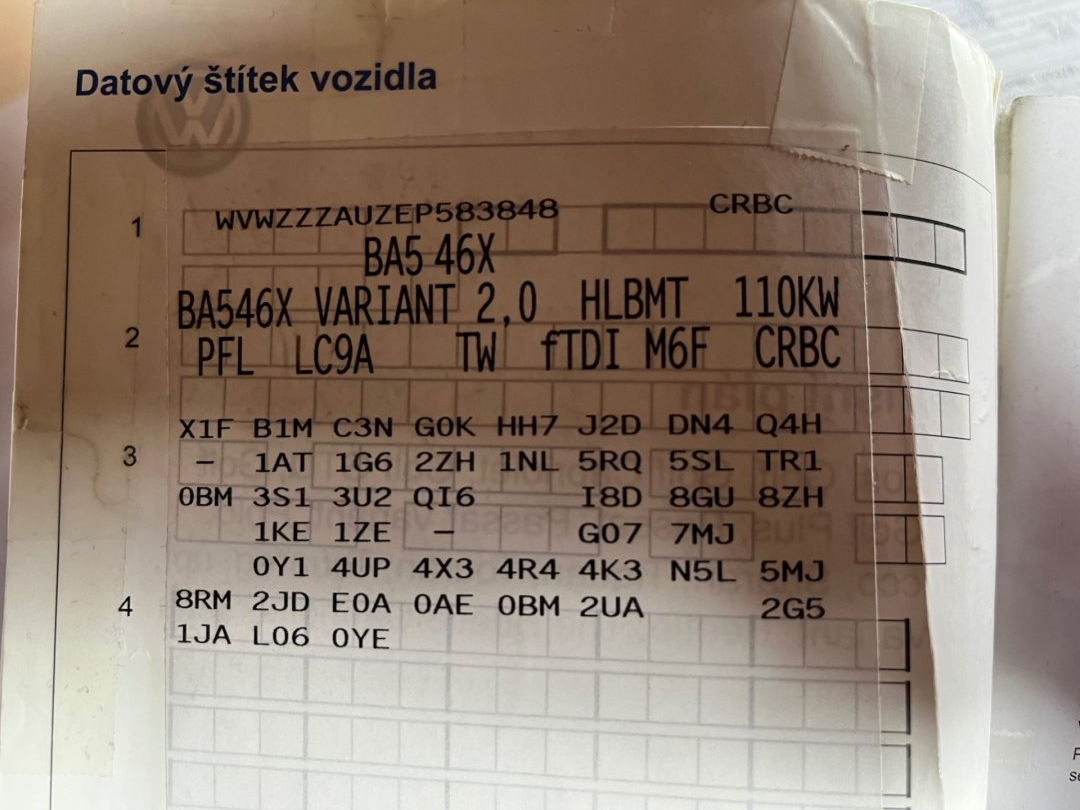 Datový štítek vozidla
1 WVWZZZAUZEP583848 CRBC
BA5 46X
BA546X VARIANT 2,0 HLBMT 110KW
2 PFL LC9A TW fTDI M6F CRBC
X1F B1M C3N G0K HH7 J2D DN4 Q4H
3 – 1AT 1G6 2ZH 1NL 5RQ 5SL TR1
0BM 3S1 3U2 QI6 I8D 8GU 8ZH
1KE 1ZE – G07 7MJ
0Y1 4UP 4X3 4R4 4K3 N5L 5MJ
4 8RM 2JD E0A 0AE 0BM 2UA 2G5
1JA L06 0YE